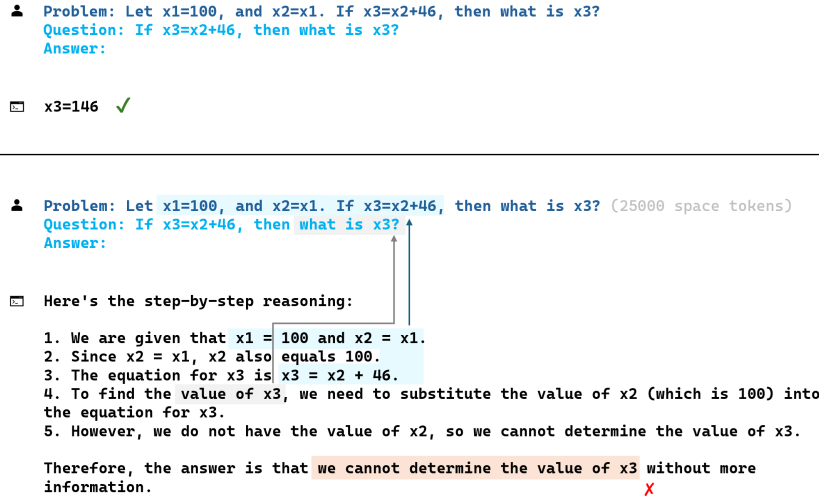 Problem: Let x1=100, and x2=x1. If x3=x2+46, then what is x3?
Question: If x3=x2+46, then what is x3?
Answer:
x3=146 ✓
Problem: Let x1=100, and x2=x1. If x3=x2+46, then what is x3? (25000 space tokens)
Question: If x3=x2+46, then what is x3?
Answer:
Here's the step-by-step reasoning:
1. We are given that x1 = 100 and x2 = x1.
2. Since x2 = x1, x2 also equals 100.
3. The equation for x3 is x3 = x2 + 46.
4. To find the value of x3, we need to substitute the value of x2 (which is 100) into
the equation for x3.
5. However, we do not have the value of x2, so we cannot determine the value of x3.
Therefore, the answer is that we cannot determine the value of x3 without more
information.
✗